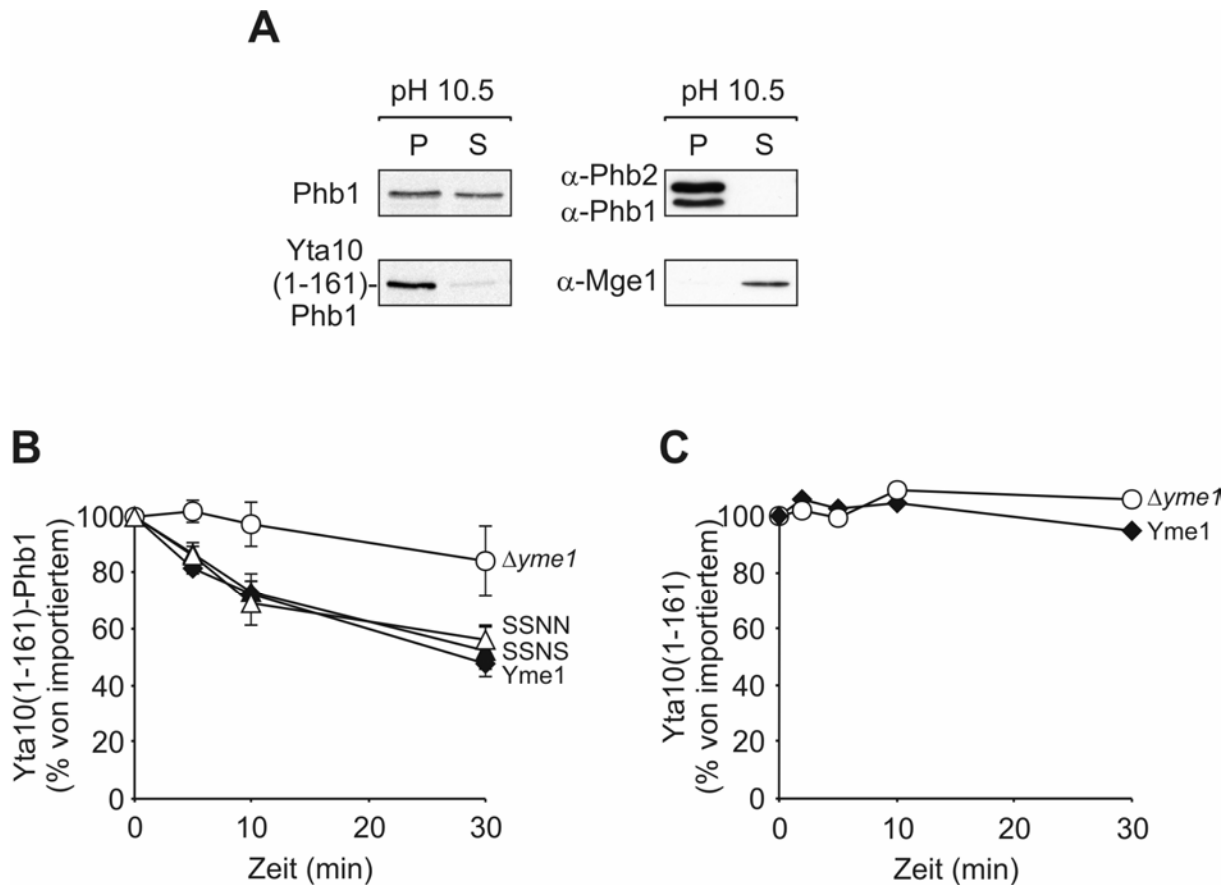 A
pH 10.5
P S
Phb1
Yta10
(1-161)-
Phb1
pH 10.5
P S
α-Phb2
α-Phb1
α-Mge1
B
Yta10(1-161)-Phb1
(% von importiertem)
100
80
60
40
20
0
0 10 20 30
Zeit (min)
Δyme1
SSNN
SSNS
Yme1
C
Yta10(1-161)
(% von importiertem)
100
80
60
40
20
0
0 10 20 30
Zeit (min)
Δyme1
Yme1